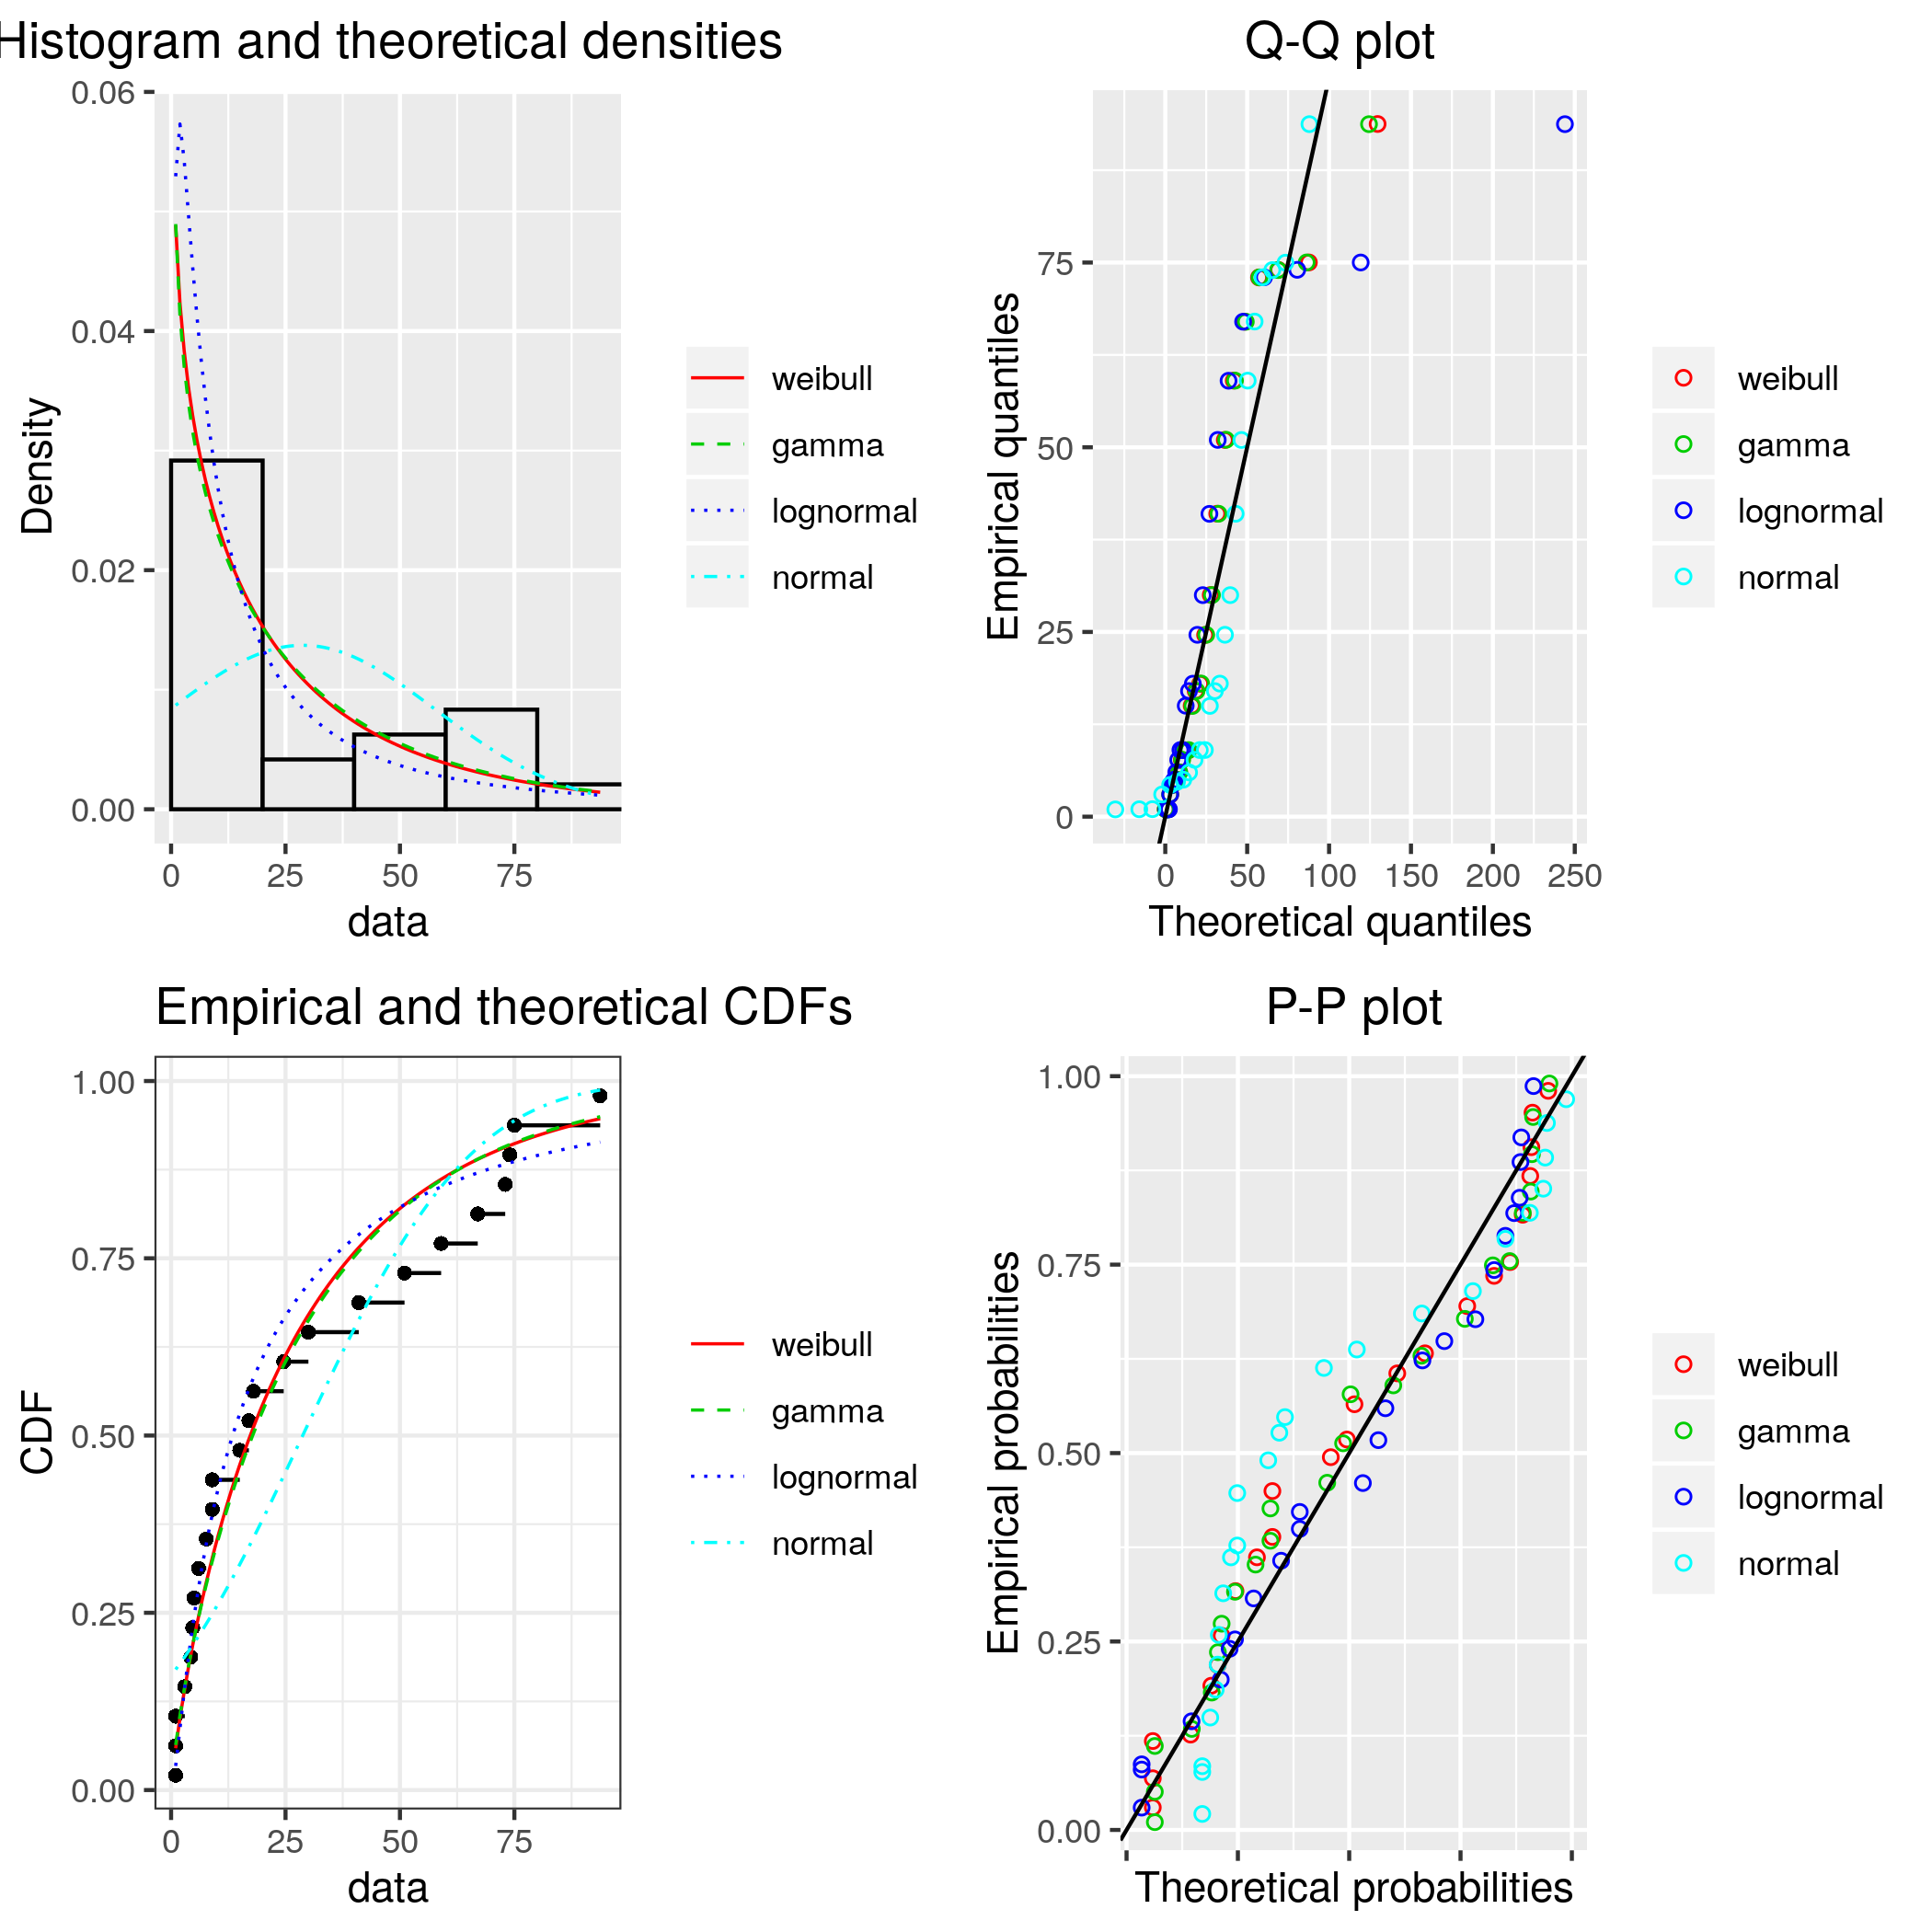 Histogram and theoretical densities
0.06
0.04
0.02
0.00
Density
0 25 50 75
data
weibull
gamma
lognormal
normal
Q-Q plot
75
50
25
0
Empirical quantiles
0 50 100 150 200 250
Theoretical quantiles
weibull
gamma
lognormal
normal
Empirical and theoretical CDFs
1.00
0.75
0.50
0.25
0.00
CDF
0 25 50 75
data
weibull
gamma
lognormal
normal
P-P plot
1.00
0.75
0.50
0.25
0.00
Empirical probabilities
Theoretical probabilities
weibull
gamma
lognormal
normal